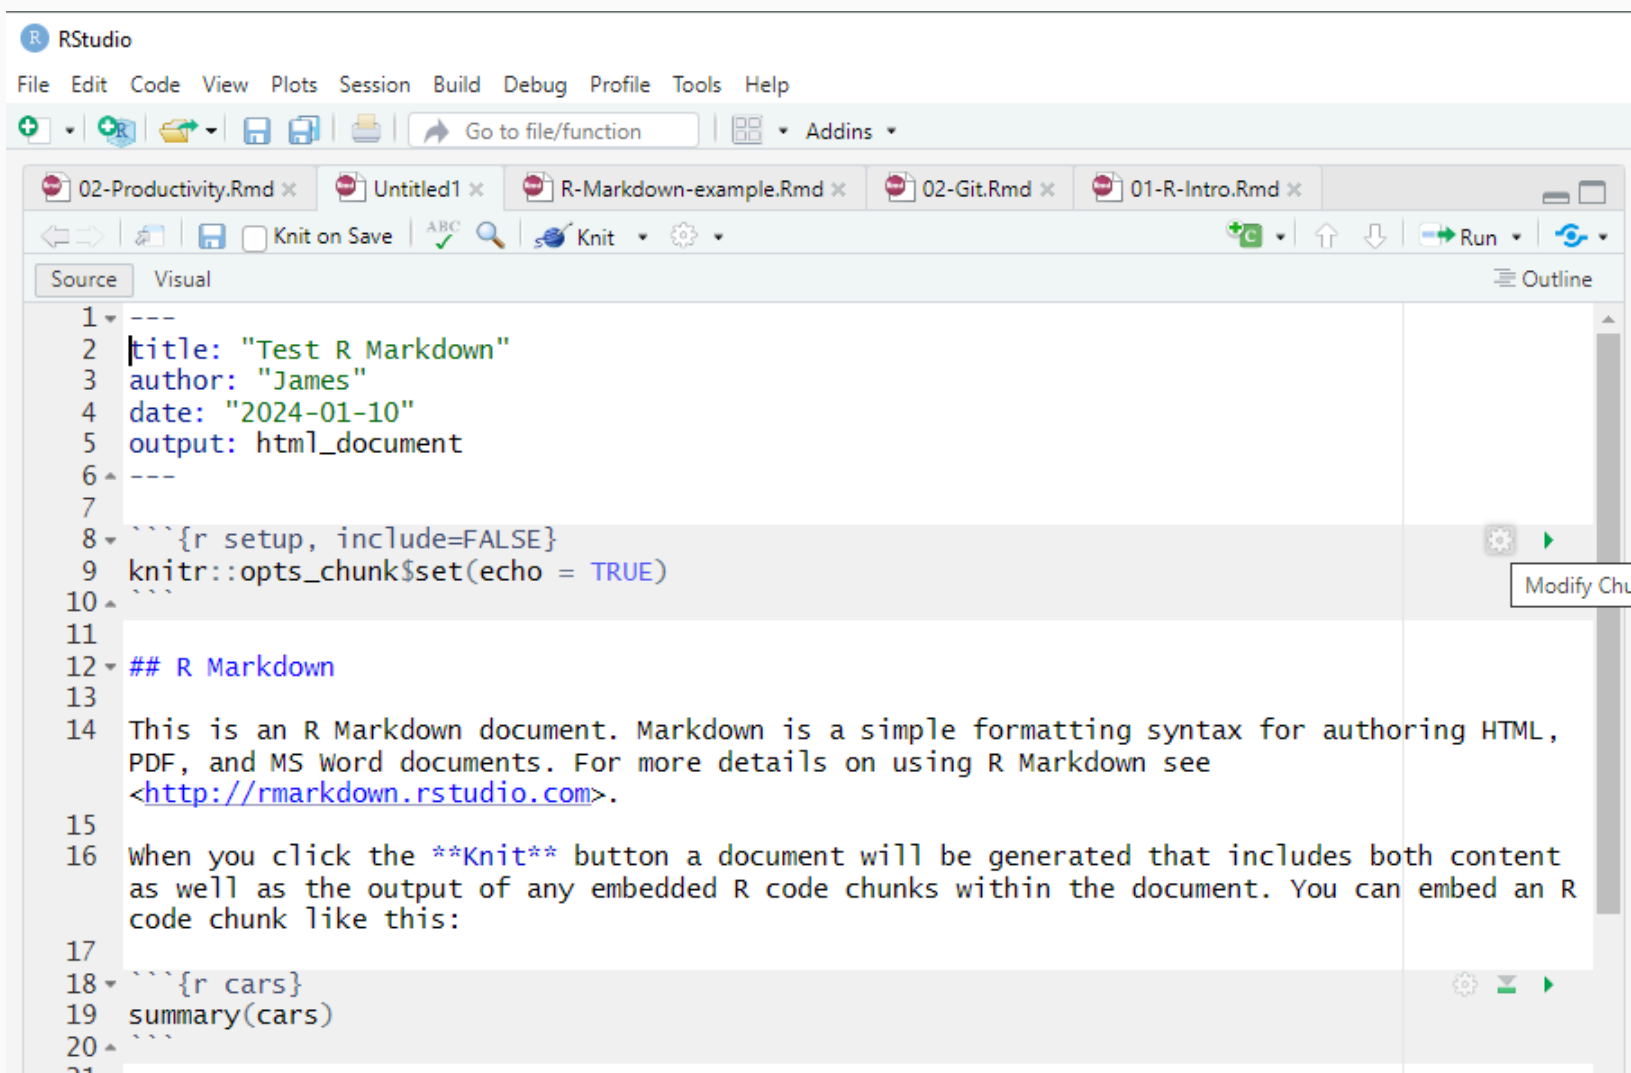 RStudio
File Edit Code View Plots Session Build Debug Profile Tools Help
Go to file/function Addins
02-Productivity.Rmd Untitled1 R-Markdown-example.Rmd 02-Git.Rmd 01-R-Intro.Rmd
Knit on Save ABC Knit Run
Source Visual Outline
1 ---
2 title: "Test R Markdown"
3 author: "James"
4 date: "2024-01-10"
5 output: html_document
6 ---
7
8 ```{r setup, include=FALSE}
9 knitr::opts_chunk$set(echo = TRUE)
Modify Chu
10 ```
11
12 ## R Markdown
13
14 This is an R Markdown document. Markdown is a simple formatting syntax for authoring HTML,
PDF, and MS Word documents. For more details on using R Markdown see
<http://rmarkdown.rstudio.com>.
15
16 When you click the **Knit** button a document will be generated that includes both content
as well as the output of any embedded R code chunks within the document. You can embed an R
code chunk like this:
17
18 ```{r cars}
19 summary(cars)
20 ```